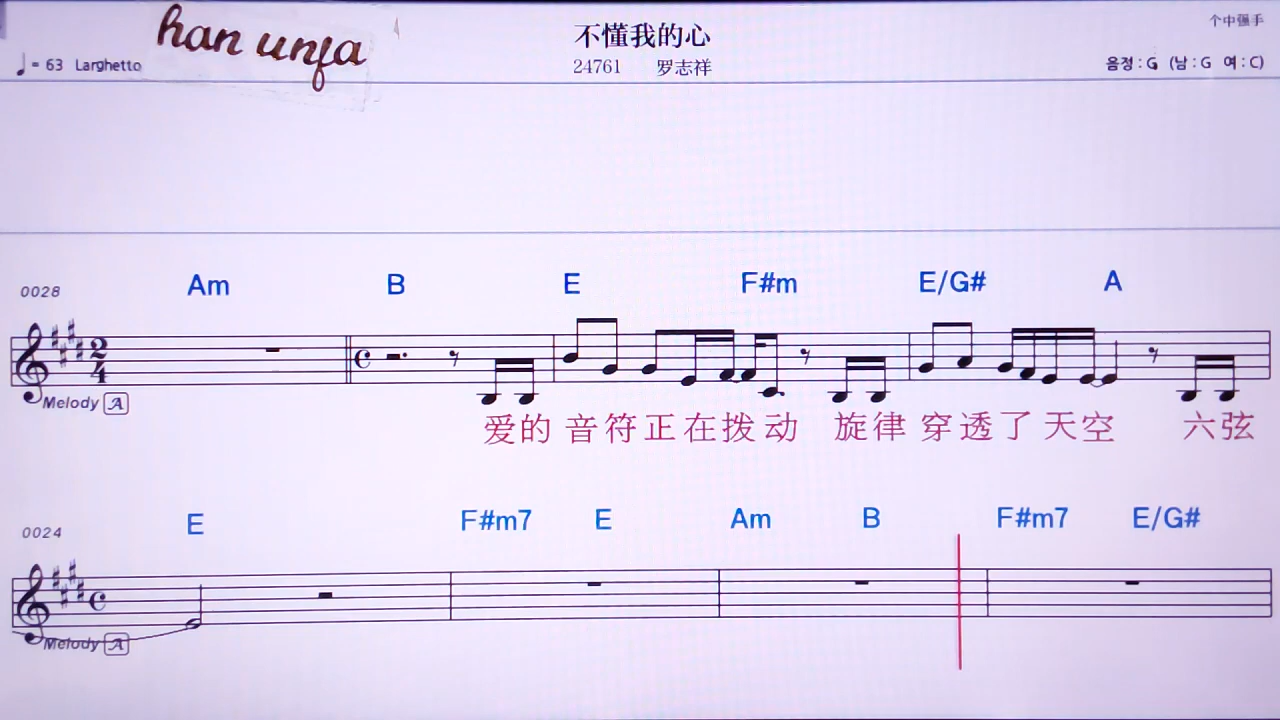 han unfa
不懂我的心
个中强手
♩= 63 Larghetto
24761 罗志祥
음정 : G (남 : G 여 : C)
Am B E F#m E/G# A
0028
2
4
Melody A
爱的 音符正在拨动 旋律 穿透了 天空 六弦
E F#m7 E Am B F#m7 E/G#
0024
Melody A